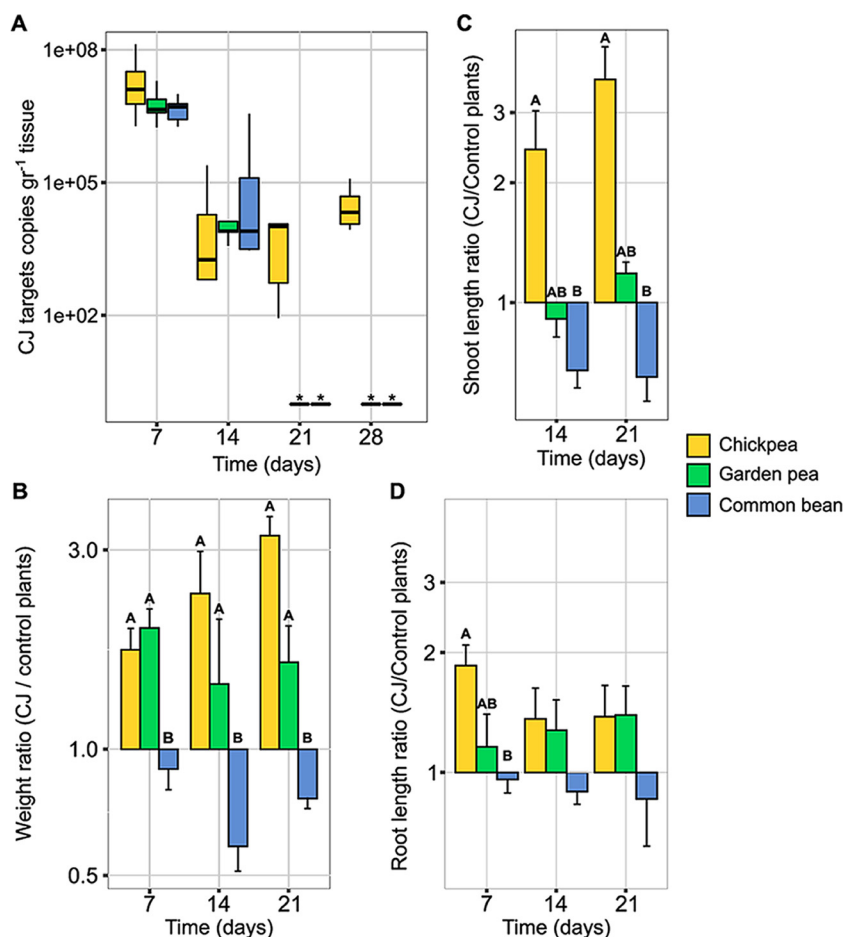 A
CJ targets copies gr⁻¹ tissue
1e+08
1e+05
1e+02
* * * *
7 14 21 28
Time (days)
C
Shoot length ratio (CJ/Control plants)
3
2
1
A A
AB B AB B
14 21
Time (days)
Chickpea
Garden pea
Common bean
B
Weight ratio (CJ / control plants)
3.0
1.0
0.5
A A B A A B A A B
7 14 21
Time (days)
D
Root length ratio (CJ/Control plants)
3
2
1
A AB B
7 14 21
Time (days)